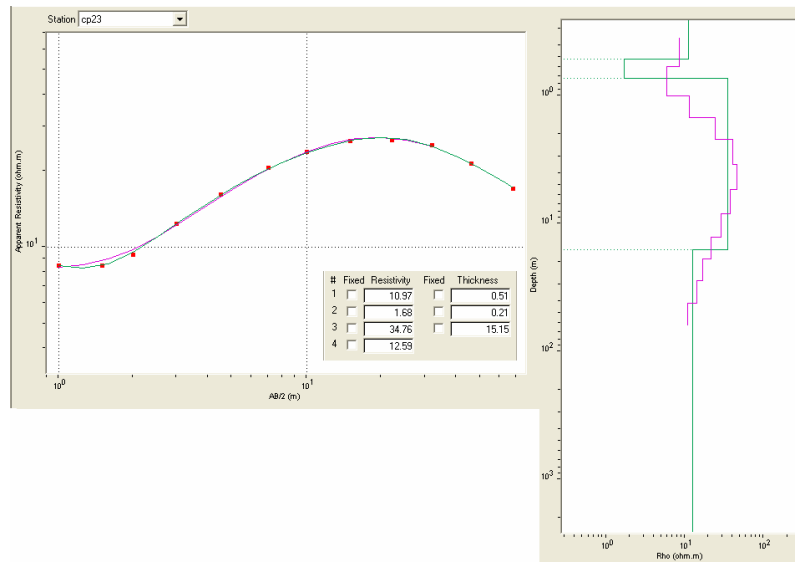 Station cp23
Apparent Resistivity (ohm.m)
10¹
# Fixed Resistivity Fixed Thickness
1 10.97 0.51
2 1.68 0.21
3 34.76 15.15
4 12.59
10⁰ 10¹
AB/2 (m)
Depth (m)
10⁰
10¹
10²
10³
10⁰ 10¹ 10²
Rho (ohm.m)